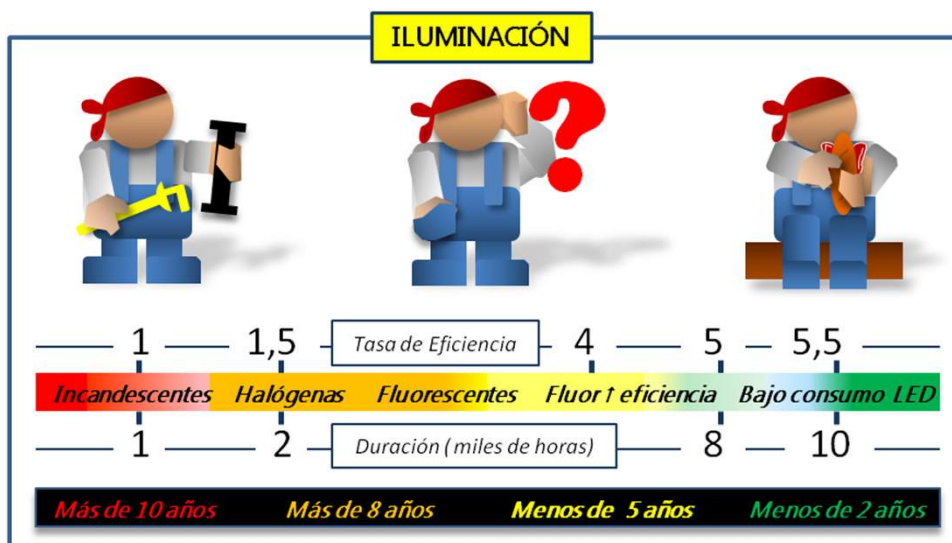 ILUMINACIÓN
?
1 1,5 Tasa de Eficiencia 4 5 5,5
Incandescentes Halógenas Fluorescentes Fluor ↑ eficiencia Bajo consumo LED
1 2 Duración ( miles de horas) 8 10
Más de 10 años Más de 8 años Menos de 5 años Menos de 2 años